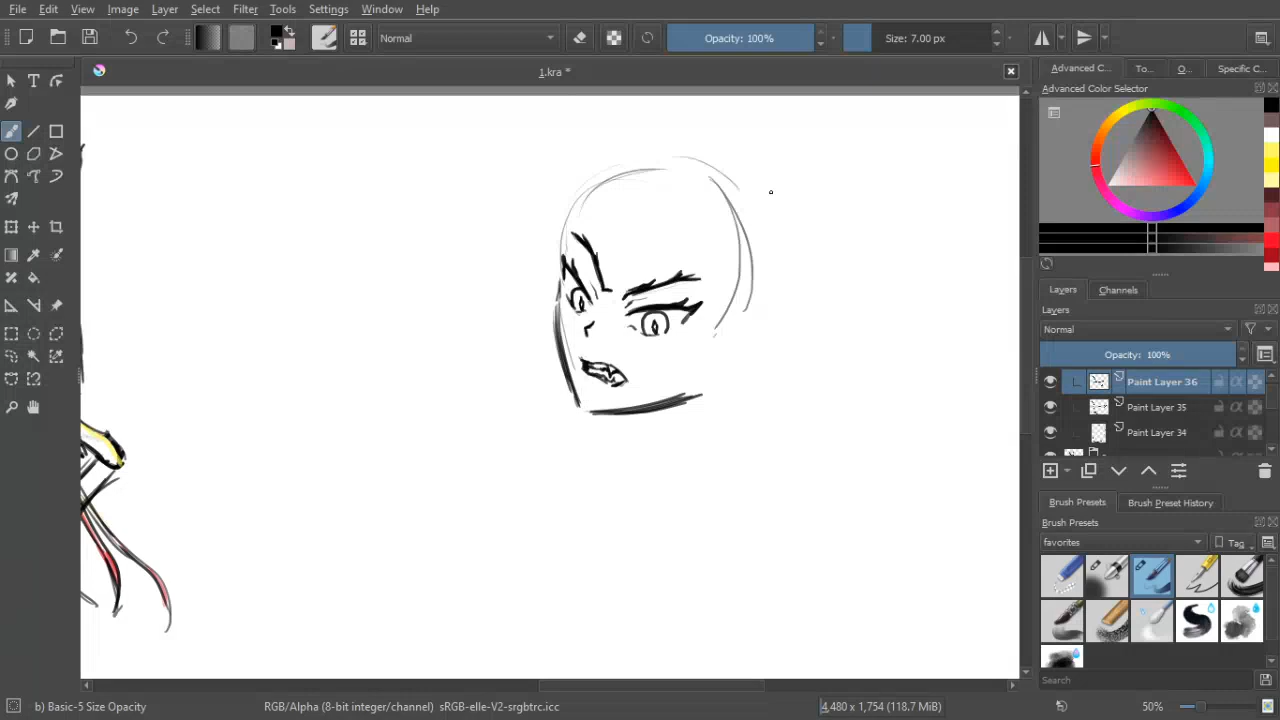 File Edit View Image Layer Select Filter Tools Settings Window Help
Normal
Opacity: 100%
Size: 7.00 px
1.kra *
Advanced C...
To...
O...
Specific C...
Advanced Color Selector
Layers
Channels
Layers
Normal
Opacity: 100%
Paint Layer 36
Paint Layer 35
Paint Layer 34
Brush Presets
Brush Preset History
Brush Presets
favorites
Tag
Search
b) Basic-5 Size Opacity
RGB/Alpha (8-bit integer/channel) sRGB-elle-V2-srgbtrc.icc
4,480 x 1,754 (118.7 MiB)
50%